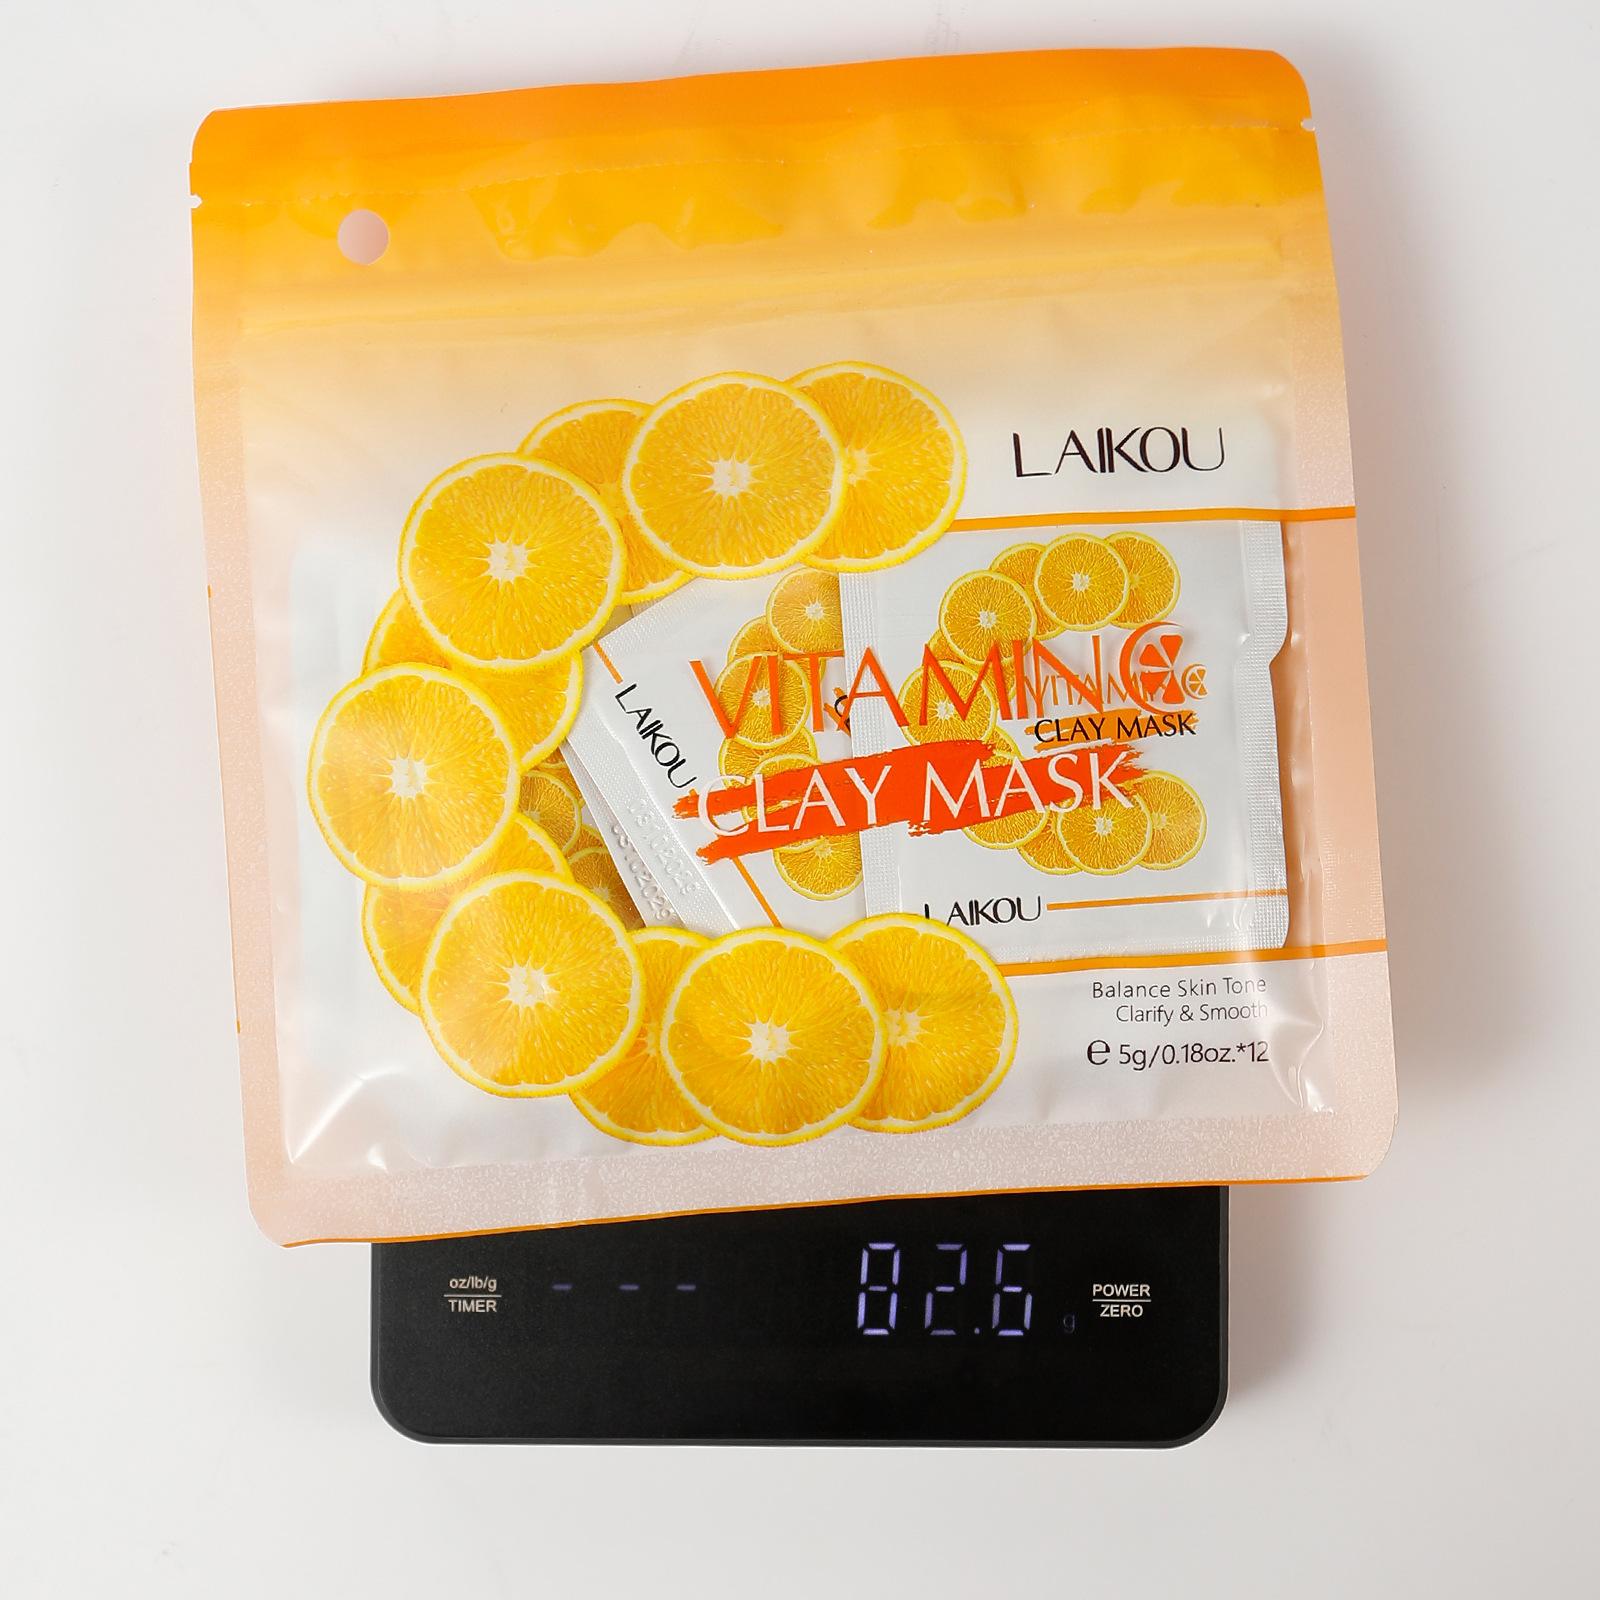 LAIKOU
VITAMIN C
CLAY MASK
LAIKOU
VITAMIN C
CLAY MASK
LAIKOU
Balance Skin Tone
Clarify & Smooth
e 5g/0.18oz.*12
oz/lb/g
TIMER
- - -
82.6 g
POWER
ZERO